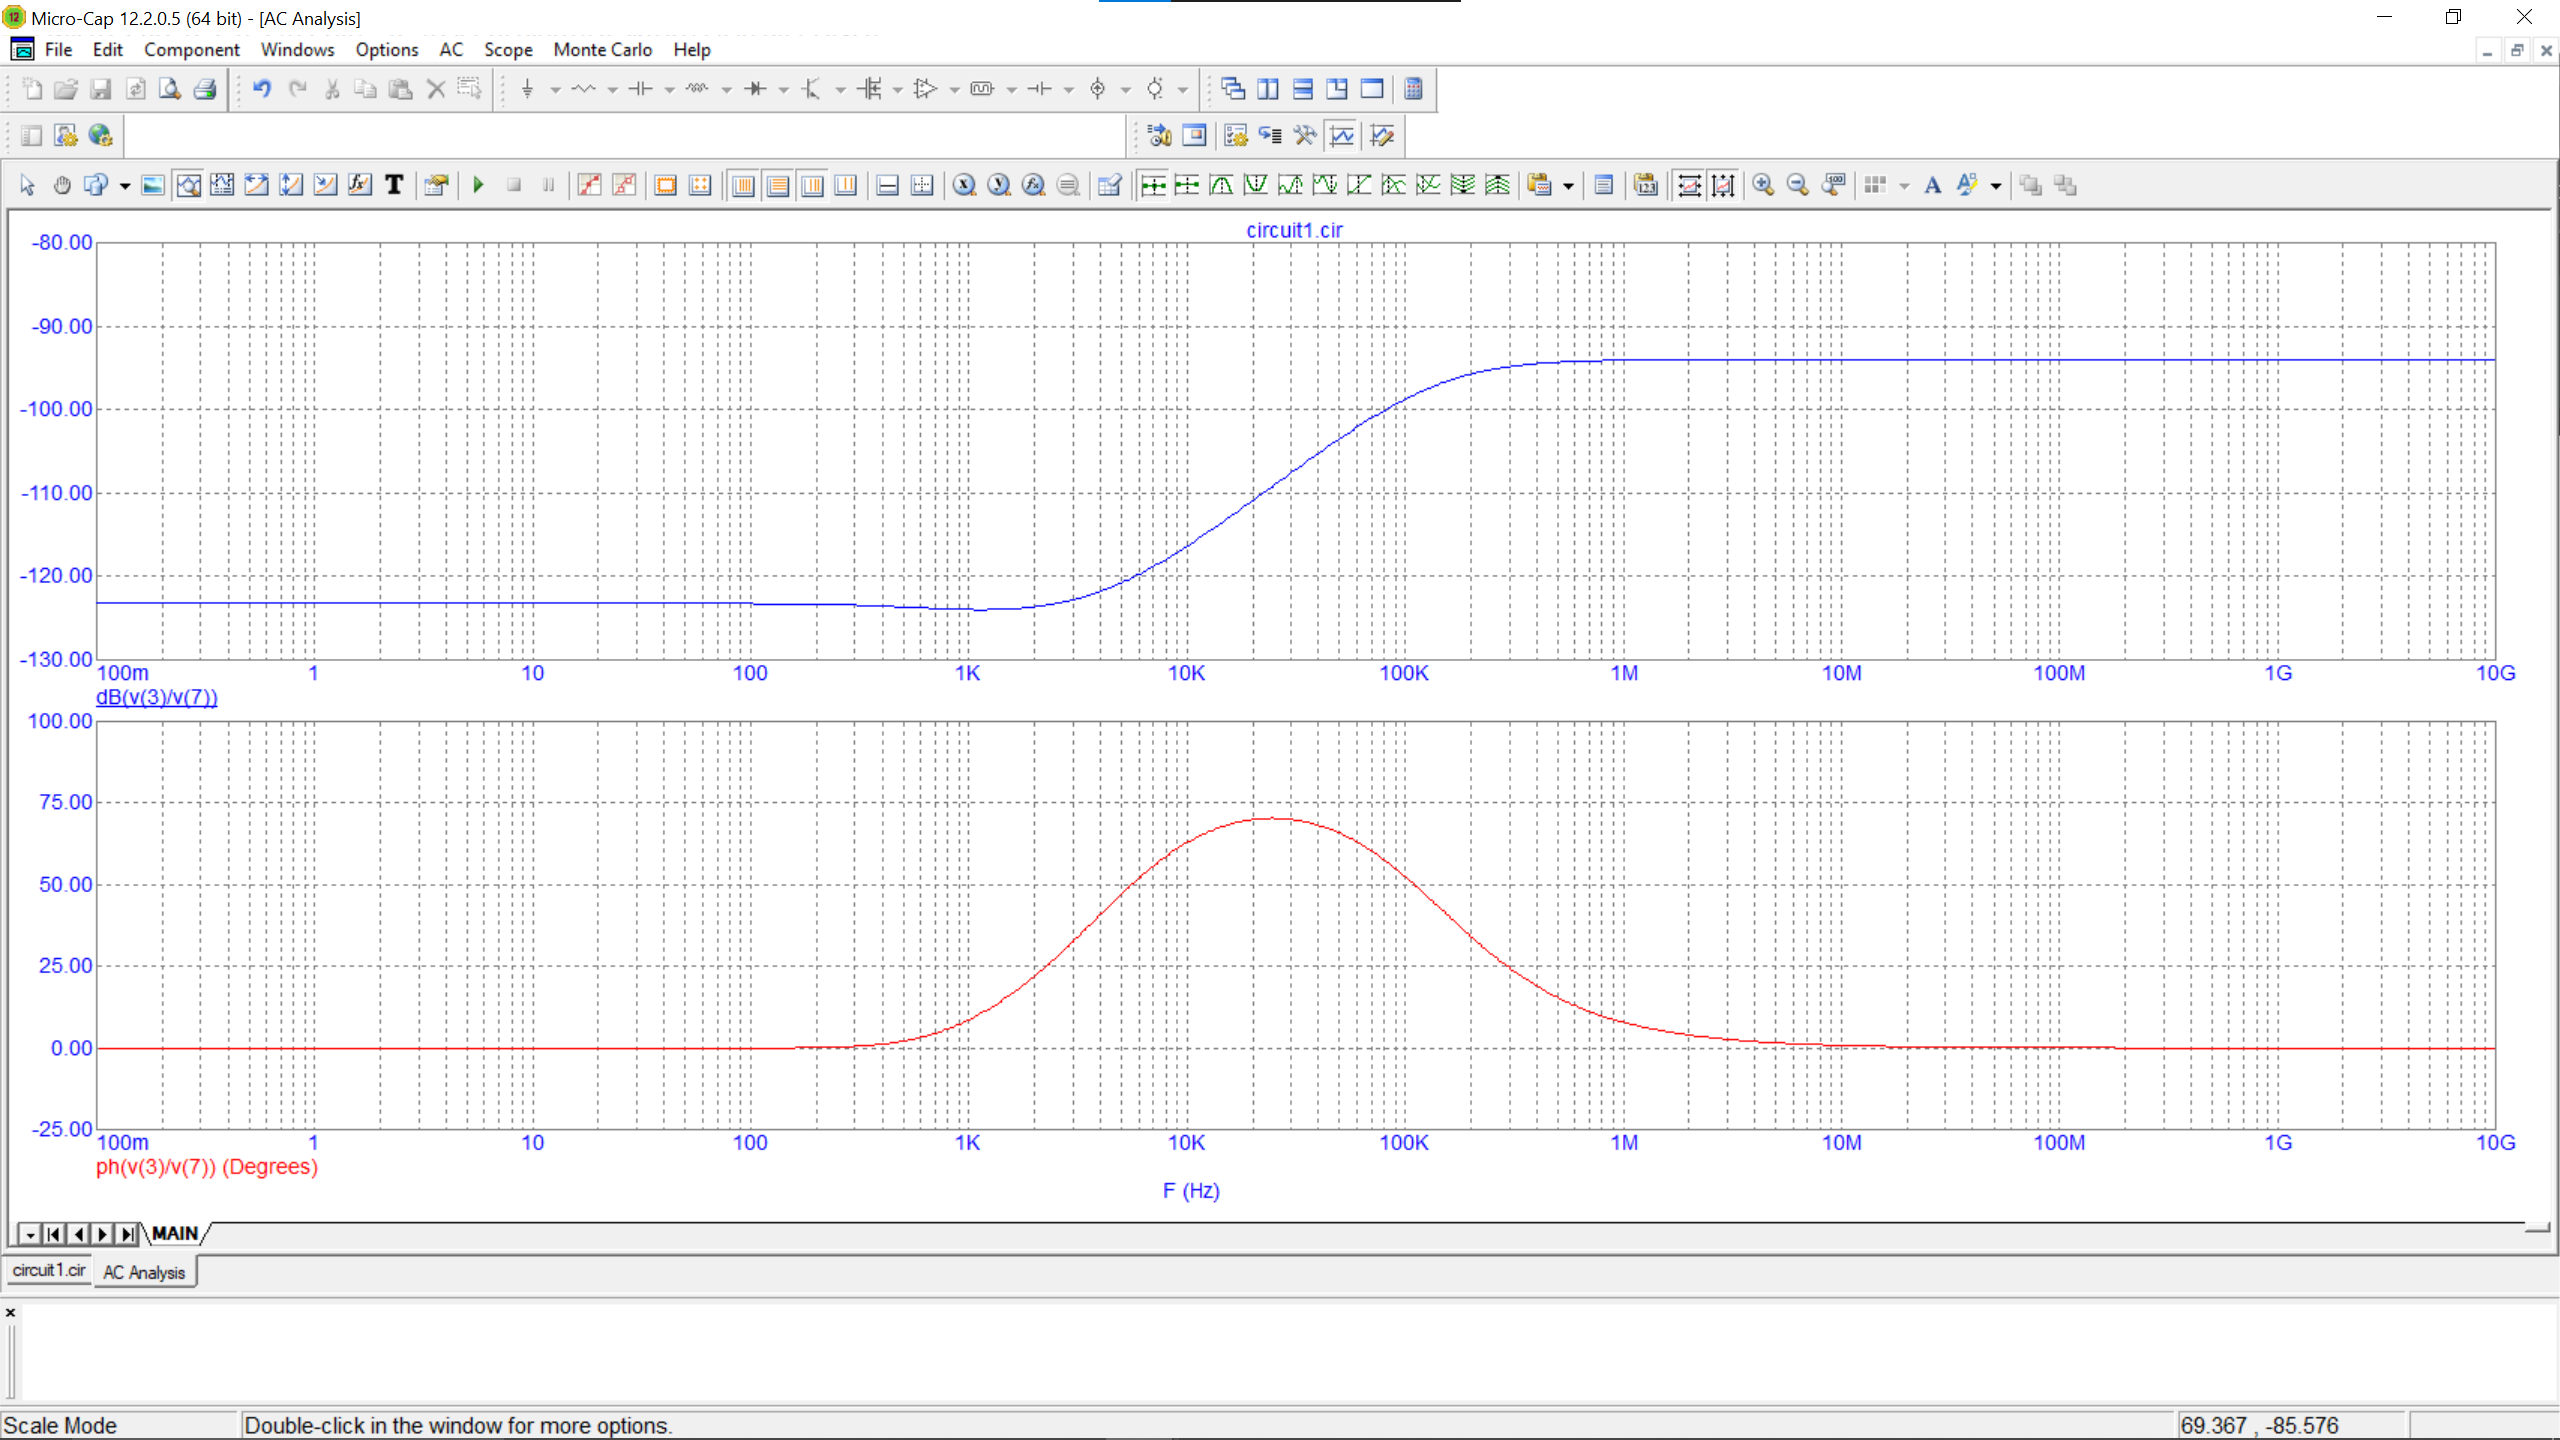 Micro-Cap 12.2.0.5 (64 bit) - [AC Analysis]
File Edit Component Windows Options AC Scope Monte Carlo Help
circuit1.cir
-80.00
-90.00
-100.00
-110.00
-120.00
-130.00
100m 1 10 100 1K 10K 100K 1M 10M 100M 1G 10G
dB(v(3)/v(7))
100.00
75.00
50.00
25.00
0.00
-25.00
100m 1 10 100 1K 10K 100K 1M 10M 100M 1G 10G
ph(v(3)/v(7)) (Degrees)
F (Hz)
MAIN
circuit1.cir AC Analysis
Scale Mode Double-click in the window for more options. 69.367 , -85.576